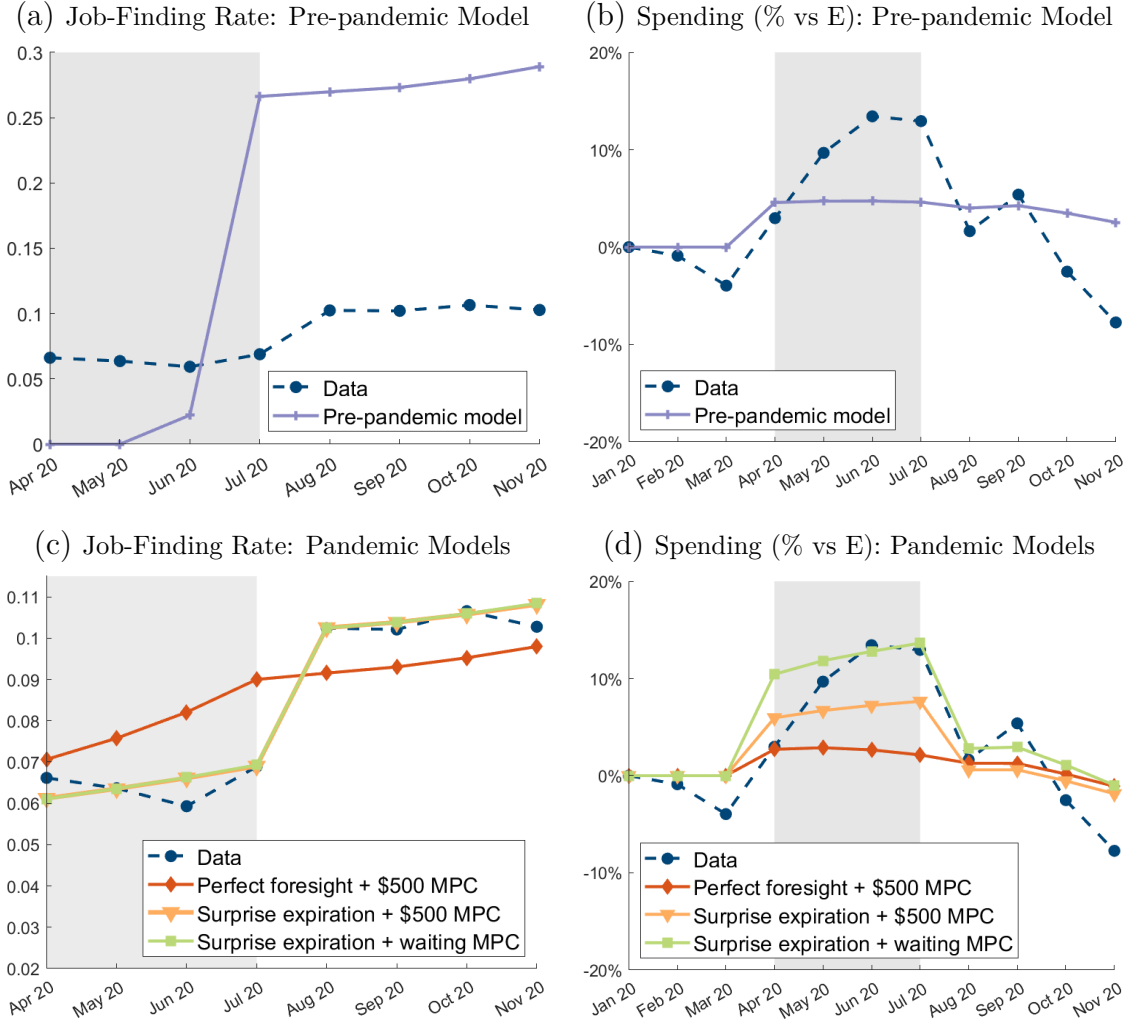 (a) Job-Finding Rate: Pre-pandemic Model
0.3
0.25
0.2
0.15
0.1
0.05
0
Data
Pre-pandemic model
Apr 20
May 20
Jun 20
Jul 20
Aug 20
Sep 20
Oct 20
Nov 20
(b) Spending (% vs E): Pre-pandemic Model
20%
10%
0%
-10%
-20%
Data
Pre-pandemic model
Jan 20
Feb 20
Mar 20
Apr 20
May 20
Jun 20
Jul 20
Aug 20
Sep 20
Oct 20
Nov 20
(c) Job-Finding Rate: Pandemic Models
0.11
0.1
0.09
0.08
0.07
0.06
0.05
0.04
0.03
0.02
Data
Perfect foresight + $500 MPC
Surprise expiration + $500 MPC
Surprise expiration + waiting MPC
Apr 20
May 20
Jun 20
Jul 20
Aug 20
Sep 20
Oct 20
Nov 20
(d) Spending (% vs E): Pandemic Models
20%
10%
0%
-10%
-20%
Data
Perfect foresight + $500 MPC
Surprise expiration + $500 MPC
Surprise expiration + waiting MPC
Jan 20
Feb 20
Mar 20
Apr 20
May 20
Jun 20
Jul 20
Aug 20
Sep 20
Oct 20
Nov 20